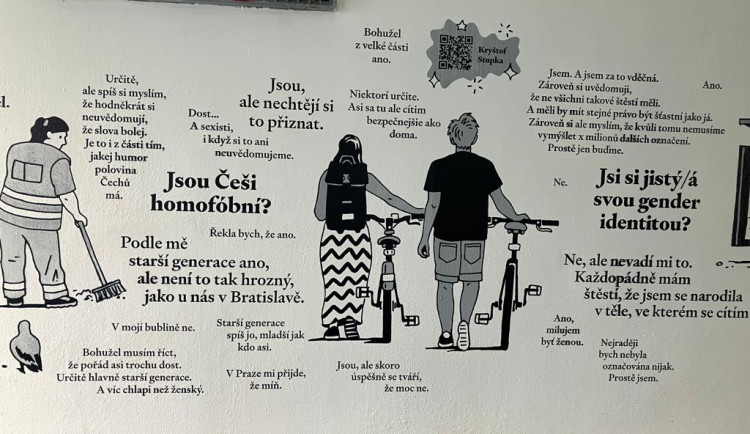 Bohužel
z velké části
ano.
Kryštof
Stupka
Určitě,
ale spíš si myslím,
že hodněkrát si
neuvědomují,
že slova bolej.
Je to i z části tím,
jakej humor
polovina
Čechů
má.
Dost...
A sexisti,
i když si to ani
neuvědomujeme.
Jsou,
ale nechtějí si
to přiznat.
Niektorí určite.
Asi sa tu ale cítim
bezpečnejšie ako
doma.
Jsem. A jsem za to vděčná.
Zároveň si uvědomuji,
že ne všichni takové štěstí měli.
A měli by mít stejné právo být šťastní jako já.
Zároveň si ale myslím, že kvůli tomu nemusíme
vymýšlet x milionů dalších označení.
Prostě jen buďme.
Ano.
el.
Jsou Češi
homofóbní?
Řekla bych, že ano.
Podle mě
starší generace ano,
ale není to tak hrozný,
jako u nás v Bratislavě.
V mojí bublině ne.
Starší generace
spíš jo, mladší jak
kdo asi.
Bohužel musím říct,
že pořád asi trochu dost.
Určitě hlavně starší generace.
A víc chlapi než ženský.
V Praze mi přijde,
že míň.
Jsou, ale skoro
úspěšně se tváří,
že moc ne.
Ne.
Jsi si jistý/á
svou gender
identitou?
Ne, ale nevadí mi to.
Každopádně mám
štěstí, že jsem se narodila
v těle, ve kterém se cítím
Ano,
milujem
byť ženou.
Nejraději
bych nebyla
označována nijak.
Prostě jsem.